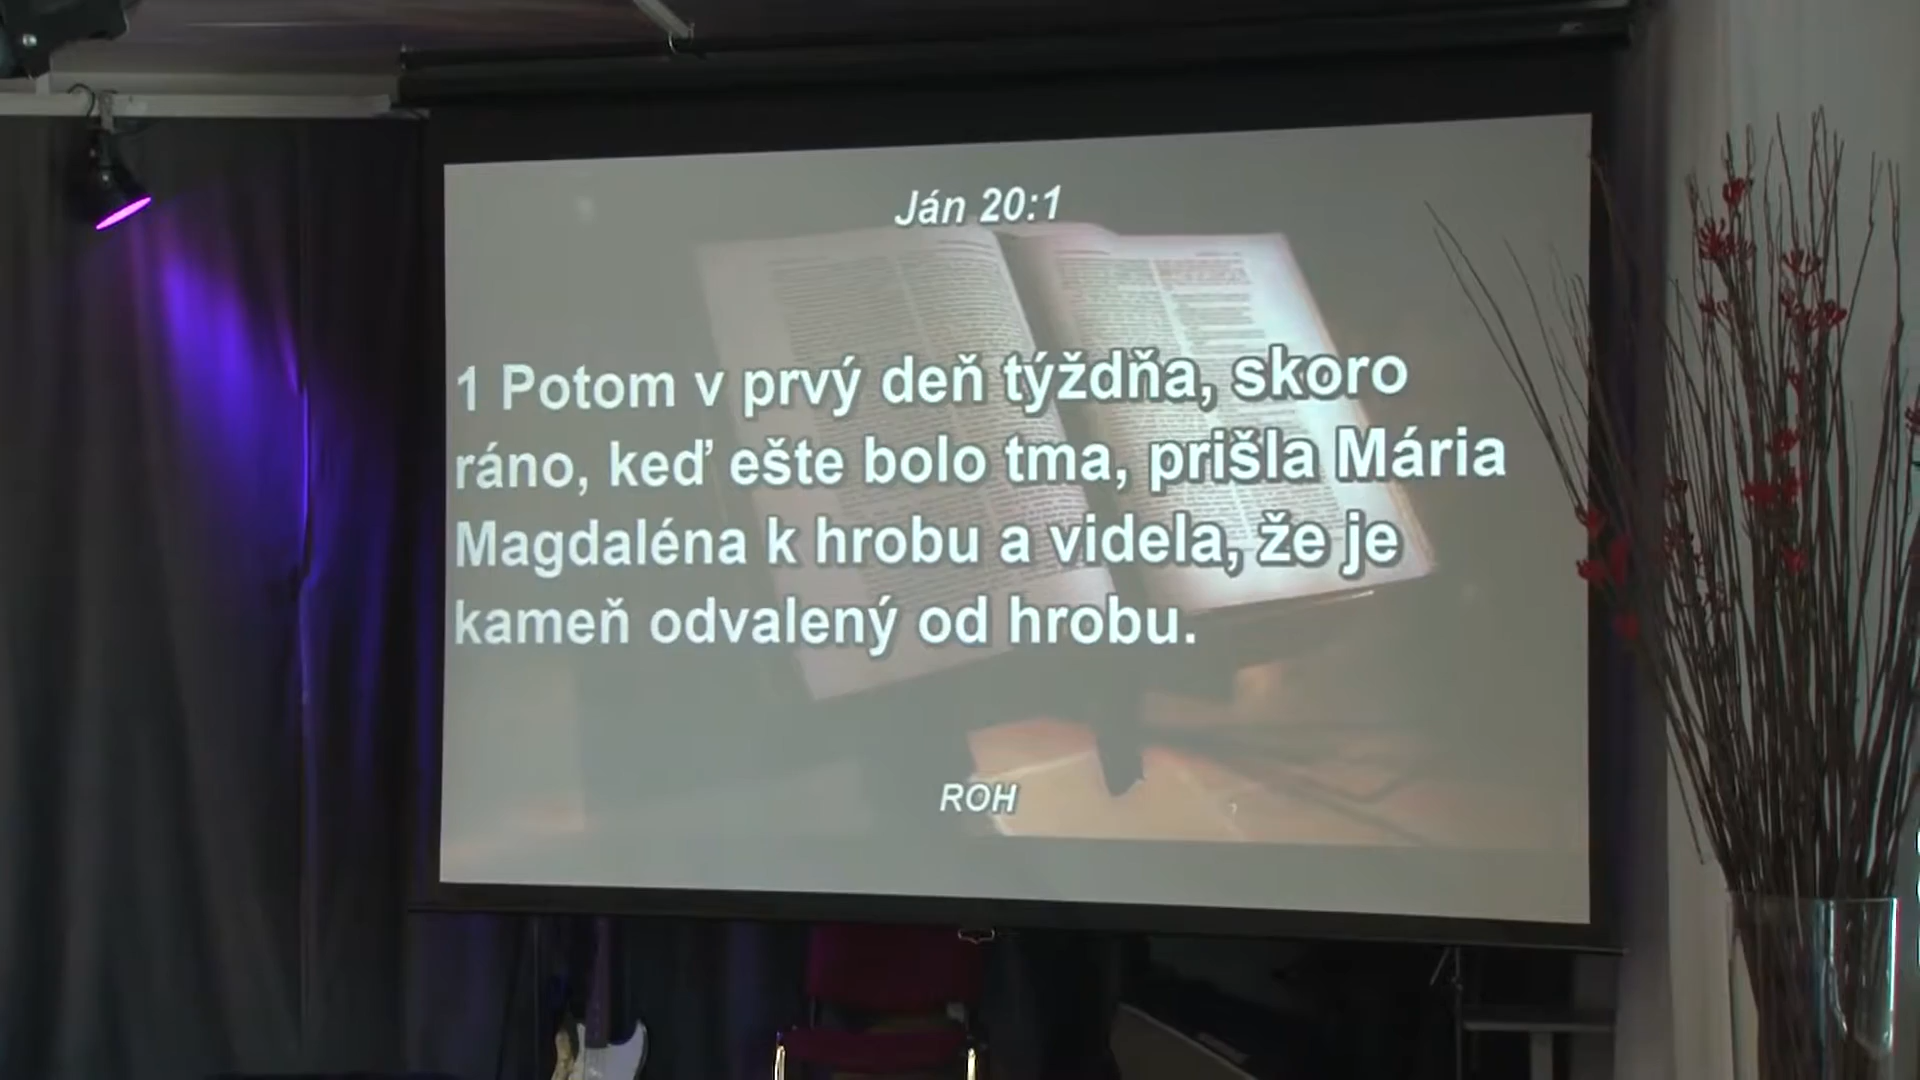 Ján 20:1
1 Potom v prvý deň týždňa, skoro
ráno, keď ešte bolo tma, prišla Mária
Magdaléna k hrobu a videla, že je
kameň odvalený od hrobu.
ROH